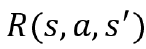 R(s, a, s′)